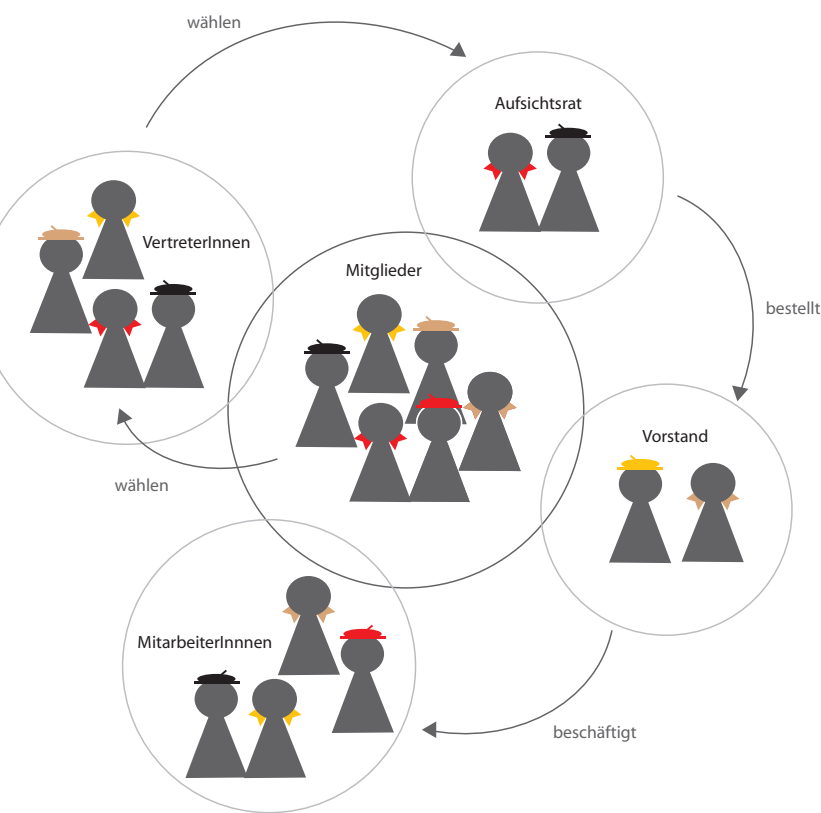 wählen
Aufsichtsrat
VertreterInnen
Mitglieder
bestellt
Vorstand
wählen
MitarbeiterInnnen
beschäftigt